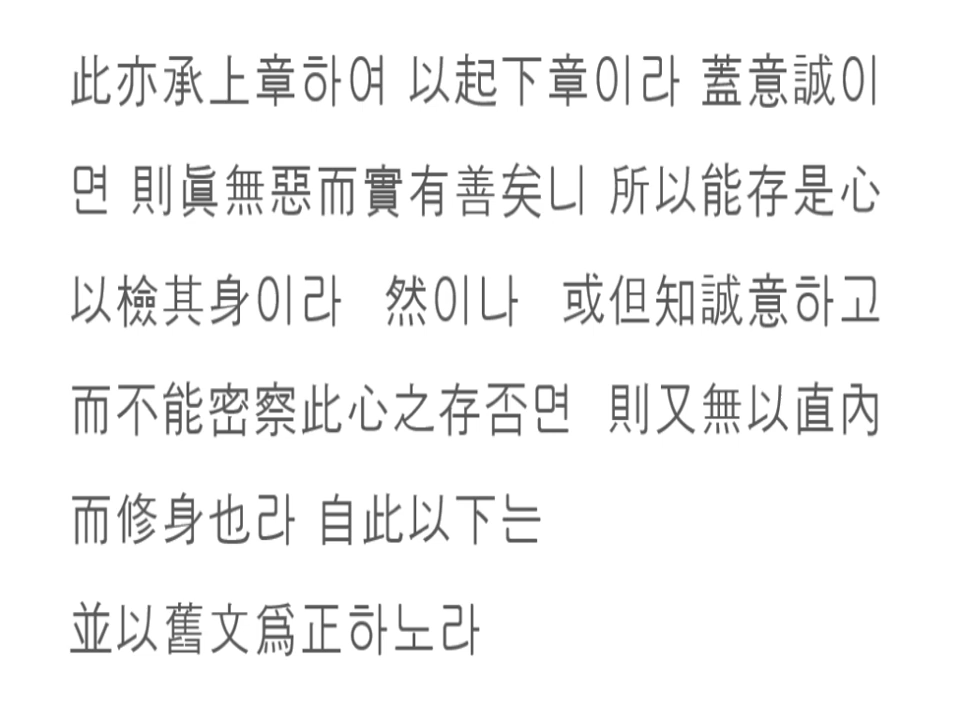 此亦承上章하여 以起下章이라 蓋意誠이
면 則眞無惡而實有善矣니 所以能存是心
以檢其身이라 然이나 或但知誠意하고
而不能密察此心之存否면 則又無以直內
而修身也라 自此以下는
並以舊文爲正하노라